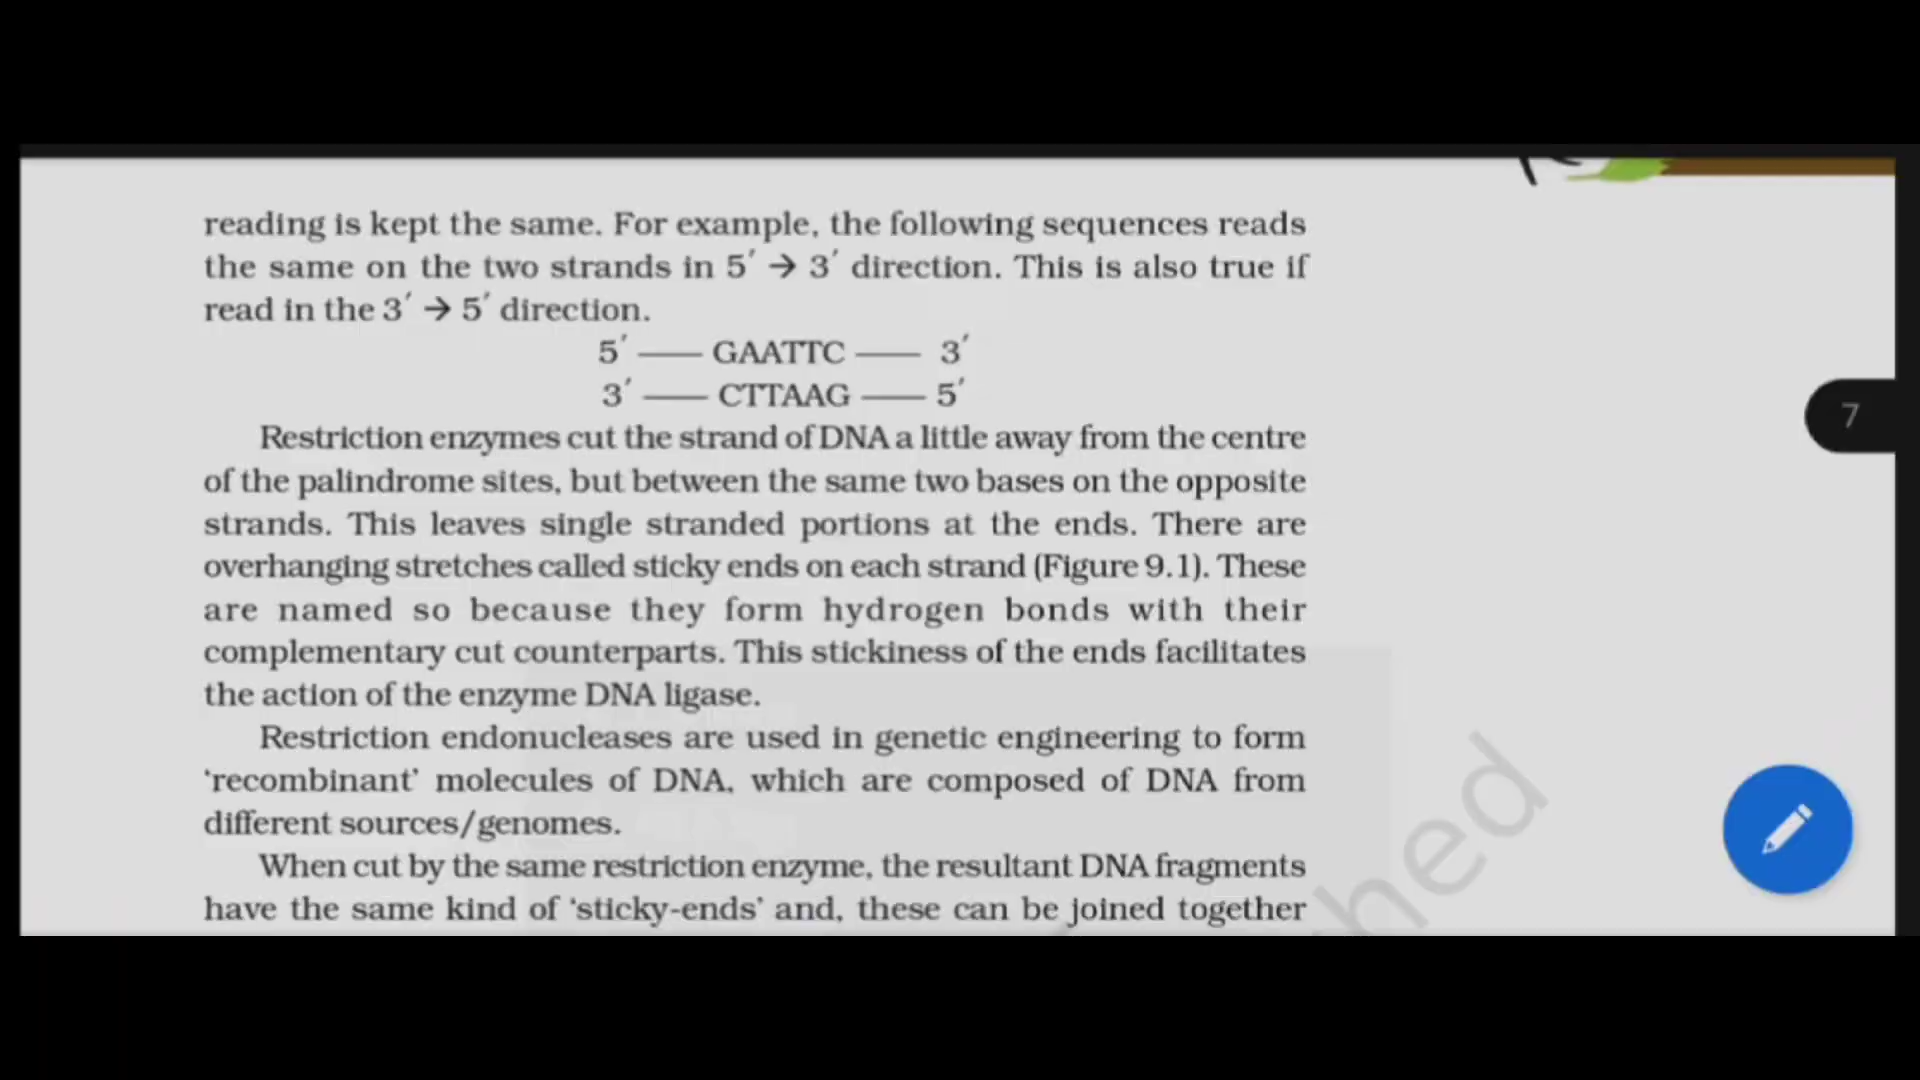 reading is kept the same. For example, the following sequences reads
the same on the two strands in 5′ → 3′ direction. This is also true if
read in the 3′ → 5′ direction.
5′ —— GAATTC —— 3′
3′ —— CTTAAG —— 5′
Restriction enzymes cut the strand of DNA a little away from the centre
of the palindrome sites, but between the same two bases on the opposite
strands. This leaves single stranded portions at the ends. There are
overhanging stretches called sticky ends on each strand (Figure 9.1). These
are named so because they form hydrogen bonds with their
complementary cut counterparts. This stickiness of the ends facilitates
the action of the enzyme DNA ligase.
Restriction endonucleases are used in genetic engineering to form
‘recombinant’ molecules of DNA, which are composed of DNA from
different sources/genomes.
When cut by the same restriction enzyme, the resultant DNA fragments
have the same kind of ‘sticky-ends’ and, these can be joined together
7
hed